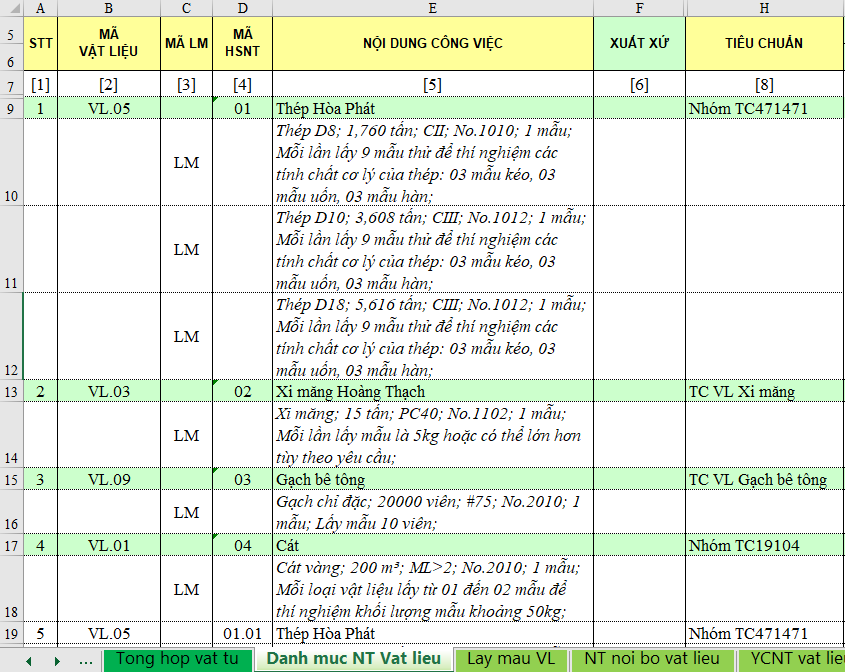 A B C D E F H
5 STT MÃ VẬT LIỆU MÃ LM MÃ HSNT NỘI DUNG CÔNG VIỆC XUẤT XỨ TIÊU CHUẨN
6
7 [1] [2] [3] [4] [5] [6] [8]
9 1 VL.05 01 Thép Hòa Phát Nhóm TC471471
Thép D8; 1,760 tấn, CII; No.1010; 1 mẫu;
LM Mỗi lần lấy 9 mẫu thử để thí nghiệm các
tính chất cơ lý của thép: 03 mẫu kéo, 03
10 mẫu uốn, 03 mẫu hàn;
Thép D10; 3,608 tấn, CIII; No.1012; 1 mẫu;
LM Mỗi lần lấy 9 mẫu thử để thí nghiệm các
tính chất cơ lý của thép: 03 mẫu kéo, 03
11 mẫu uốn, 03 mẫu hàn;
Thép D18; 5,616 tấn; CIII; No.1012; 1 mẫu;
LM Mỗi lần lấy 9 mẫu thử để thí nghiệm các
tính chất cơ lý của thép: 03 mẫu kéo, 03
12 mẫu uốn, 03 mẫu hàn;
13 2 VL.03 02 Xi măng Hoàng Thạch TC VL Xi măng
Xi măng; 15 tấn; PC40; No.1102; 1 mẫu;
LM Mỗi lần lấy mẫu là 5kg hoặc có thể lớn hơn
14 tùy theo yêu cầu;
15 3 VL.09 03 Gạch bê tông TC VL Gạch bê tông
LM Gạch chỉ đặc; 20000 viên; #75; No.2010; 1
16 mẫu; Lấy mẫu 10 viên;
17 4 VL.01 04 Cát Nhóm TC19104
Cát vàng; 200 m³; ML>2; No.2010; 1 mẫu;
LM Mỗi loại vật liệu lấy từ 01 đến 02 mẫu để
18 thí nghiệm khối lượng mẫu khoảng 50kg;
19 5 VL.05 01.01 Thép Hòa Phát Nhóm TC471471
... Tong hop vat tu Danh muc NT Vat lieu Lay mau VL NT noi bo vat lieu YCNT vat lie